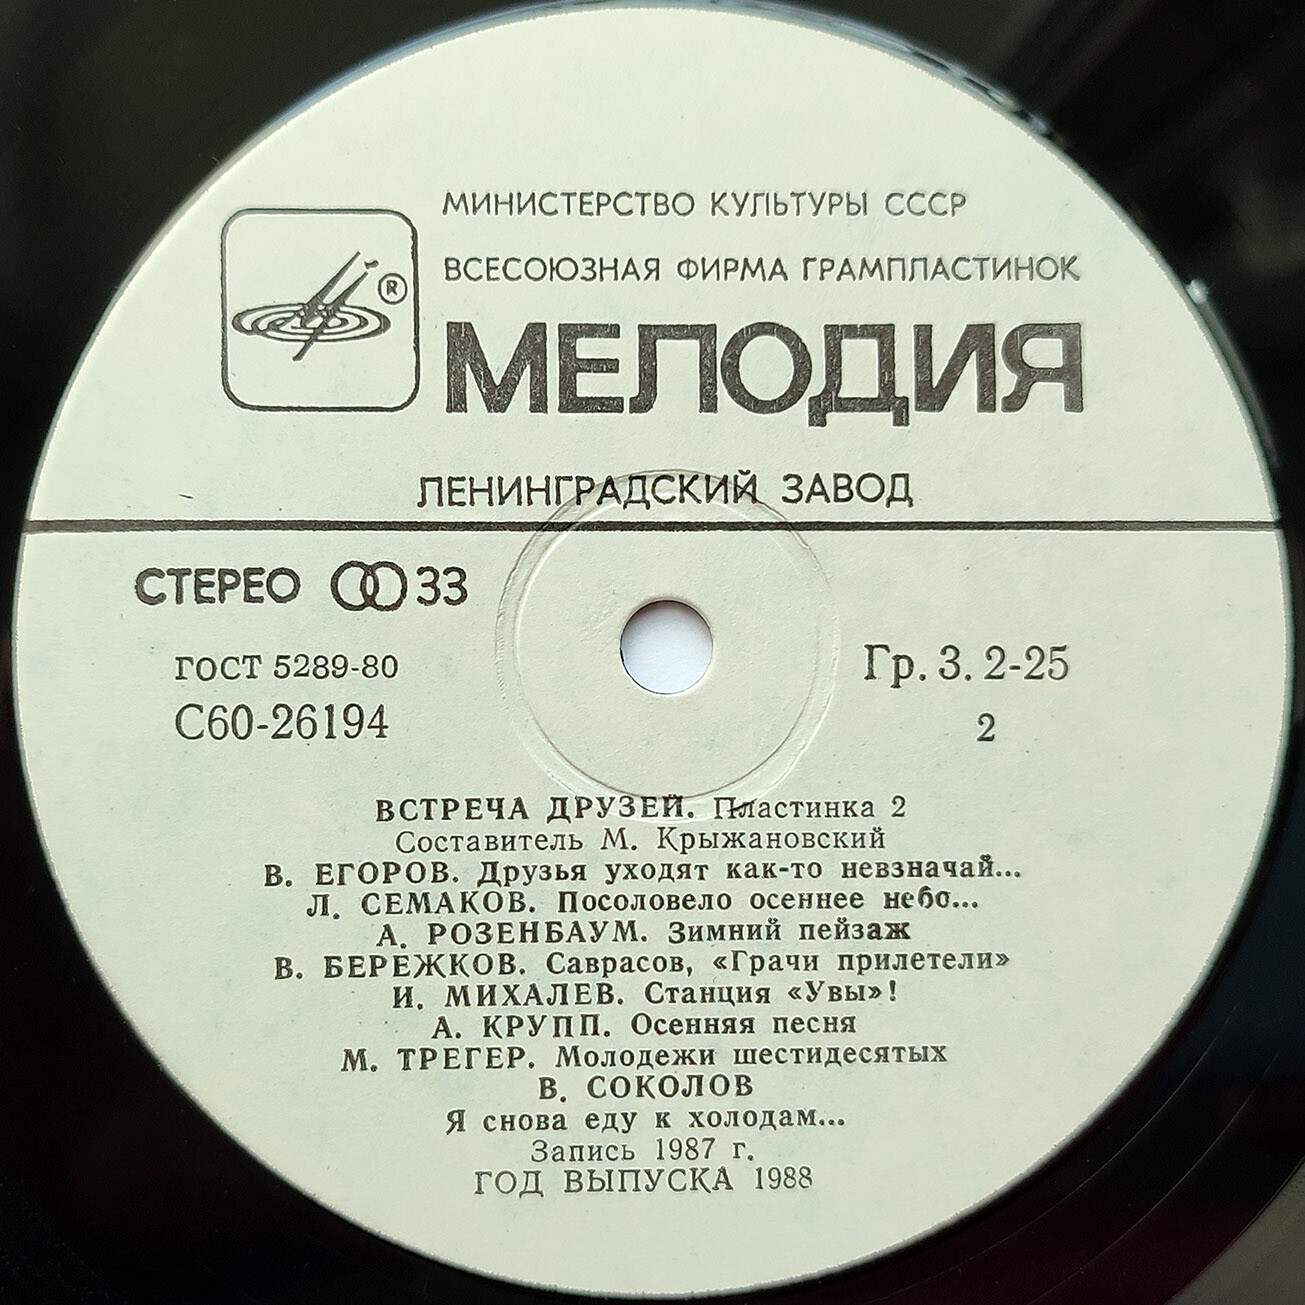 МИНИСТЕРСТВО КУЛЬТУРЫ СССР
ВСЕСОЮЗНАЯ ФИРМА ГРАМПЛАСТИНОК
®
МЕЛОДИЯ
ЛЕНИНГРАДСКИЙ ЗАВОД
СТЕРЕО 33
ГОСТ 5289-80
Гр. 3. 2-25
С60-26194
2
ВСТРЕЧА ДРУЗЕЙ. Пластинка 2
Составитель М. Крыжановский
В. ЕГОРОВ. Друзья уходят как-то невзначай...
Л. СЕМАКОВ. Посоловело осеннее небо...
А. РОЗЕНБАУМ. Зимний пейзаж
В. БЕРЕЖКОВ. Саврасов, «Грачи прилетели»
И. МИХАЛЕВ. Станция «Увы»!
А. КРУПП. Осенняя песня
М. ТРЕГЕР. Молодежи шестидесятых
В. СОКОЛОВ
Я снова еду к холодам...
Запись 1987 г.
ГОД ВЫПУСКА 1988